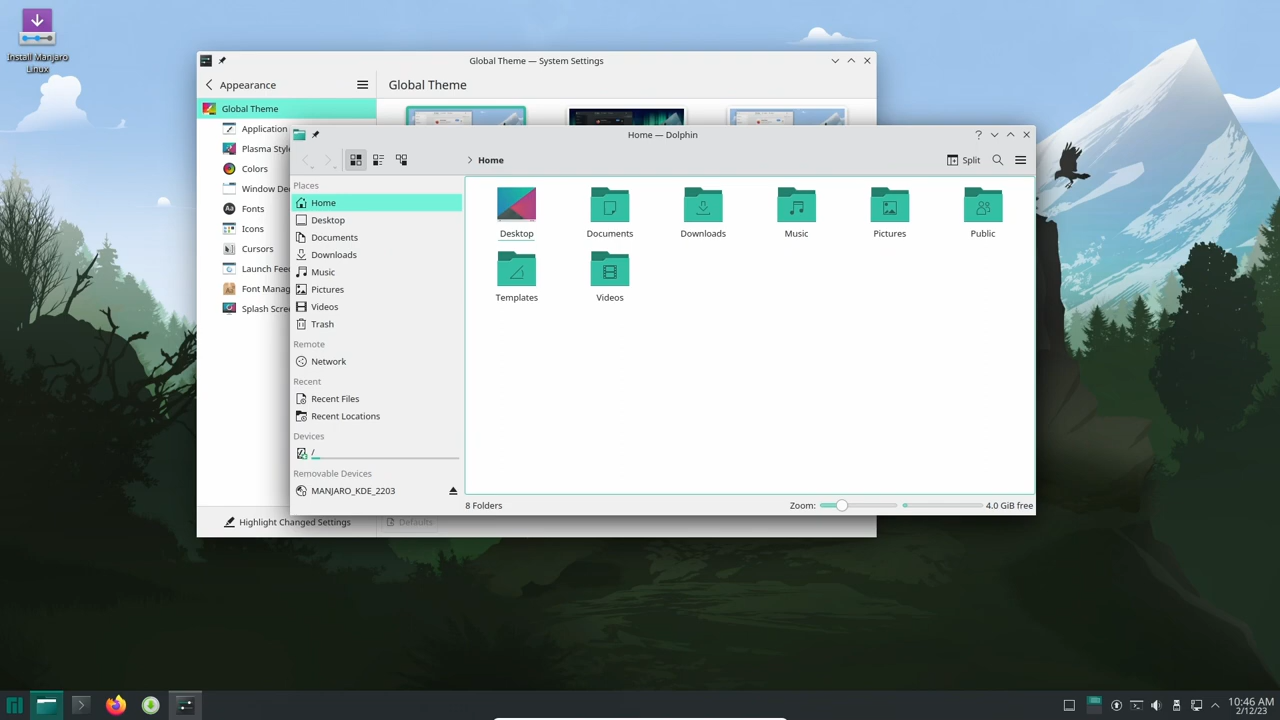 Install Manjaro
Linux
Global Theme — System Settings
Appearance
Global Theme
Global Theme
Application
Plasma Style
Colors
Window De
Fonts
Icons
Cursors
Launch Fee
Font Manag
Splash Scre
Highlight Changed Settings
Defaults
Home — Dolphin
Home
Split
Places
Home
Desktop
Documents
Downloads
Music
Pictures
Videos
Trash
Remote
Network
Recent
Recent Files
Recent Locations
Devices
/
Removable Devices
MANJARO_KDE_2203
Desktop
Documents
Downloads
Music
Pictures
Public
Templates
Videos
8 Folders
Zoom:
4.0 GiB free
10:46 AM
2/12/23